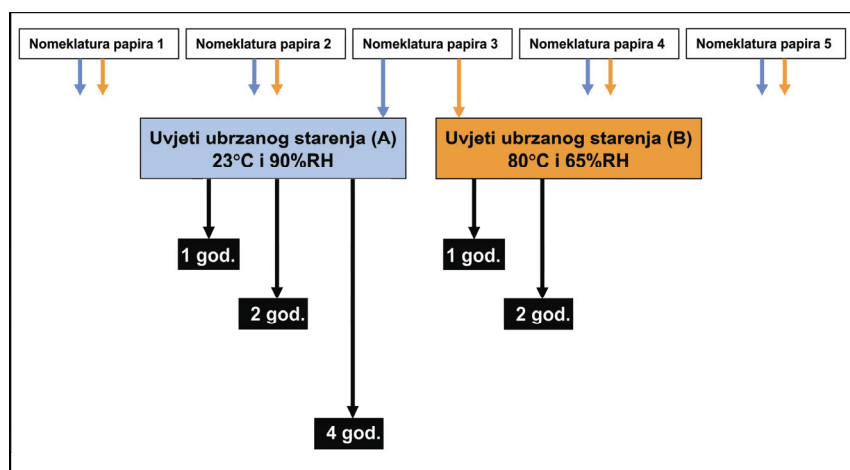 Nomeklatura papira 1
Nomeklatura papira 2
Nomeklatura papira 3
Nomeklatura papira 4
Nomeklatura papira 5
Uvjeti ubrzanog starenja (A)
23°C i 90%RH
Uvjeti ubrzanog starenja (B)
80°C i 65%RH
1 god.
1 god.
2 god.
2 god.
4 god.